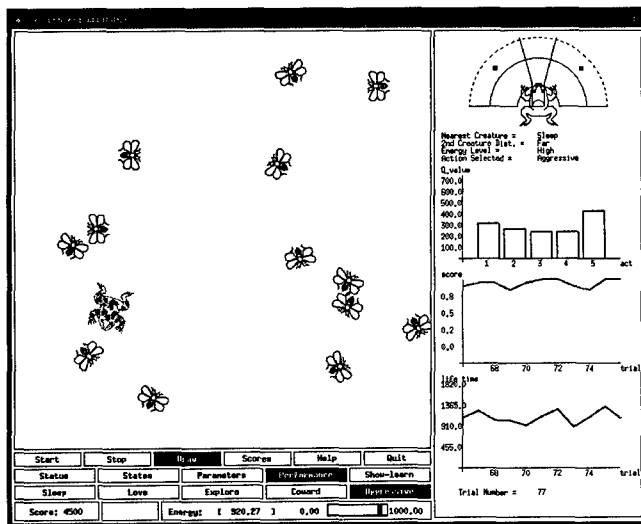 Nearest Creature = Sleep
2nd Creature Dist. = Far
Energy Level = High
Action Selected = Aggressive
Q_value
700.0
600.0
500.0
400.0
300.0
200.0
100.0
1 2 3 4 5 act
score
0.8
0.5
0.2
0.0
68 70 72 74 trial
life time
1820.0
1365.0
910.0
455.0
68 70 72 74 trial
Trial Number = 77
Start Stop Draw Scores Help Quit
Status States Parameters Performance Show-learn
Sleep Love Explore Coward Aggressive
Score: 4500 Energy: [ 920.27 ] 0.00 1000.00